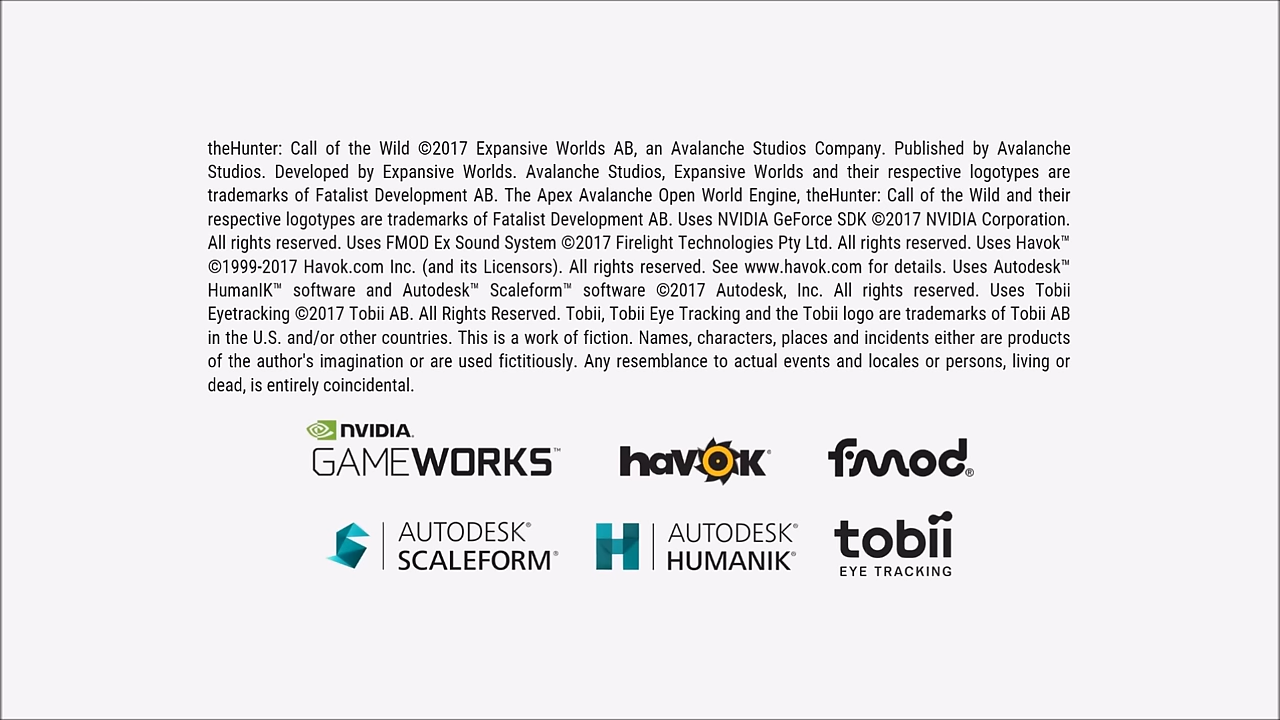 theHunter: Call of the Wild ©2017 Expansive Worlds AB, an Avalanche Studios Company. Published by Avalanche
Studios. Developed by Expansive Worlds. Avalanche Studios, Expansive Worlds and their respective logotypes are
trademarks of Fatalist Development AB. The Apex Avalanche Open World Engine, theHunter: Call of the Wild and their
respective logotypes are trademarks of Fatalist Development AB. Uses NVIDIA GeForce SDK ©2017 NVIDIA Corporation.
All rights reserved. Uses FMOD Ex Sound System ©2017 Firelight Technologies Pty Ltd. All rights reserved. Uses Havok™
©1999-2017 Havok.com Inc. (and its Licensors). All rights reserved. See www.havok.com for details. Uses Autodesk™
HumanIK™ software and Autodesk™ Scaleform™ software ©2017 Autodesk, Inc. All rights reserved. Uses Tobii
Eyetracking ©2017 Tobii AB. All Rights Reserved. Tobii, Tobii Eye Tracking and the Tobii logo are trademarks of Tobii AB
in the U.S. and/or other countries. This is a work of fiction. Names, characters, places and incidents either are products
of the author's imagination or are used fictitiously. Any resemblance to actual events and locales or persons, living or
dead, is entirely coincidental.
NVIDIA.
GAMEWORKS™
havok®
fmod®
AUTODESK®
SCALEFORM®
AUTODESK®
HUMANIK®
tobii
EYE TRACKING